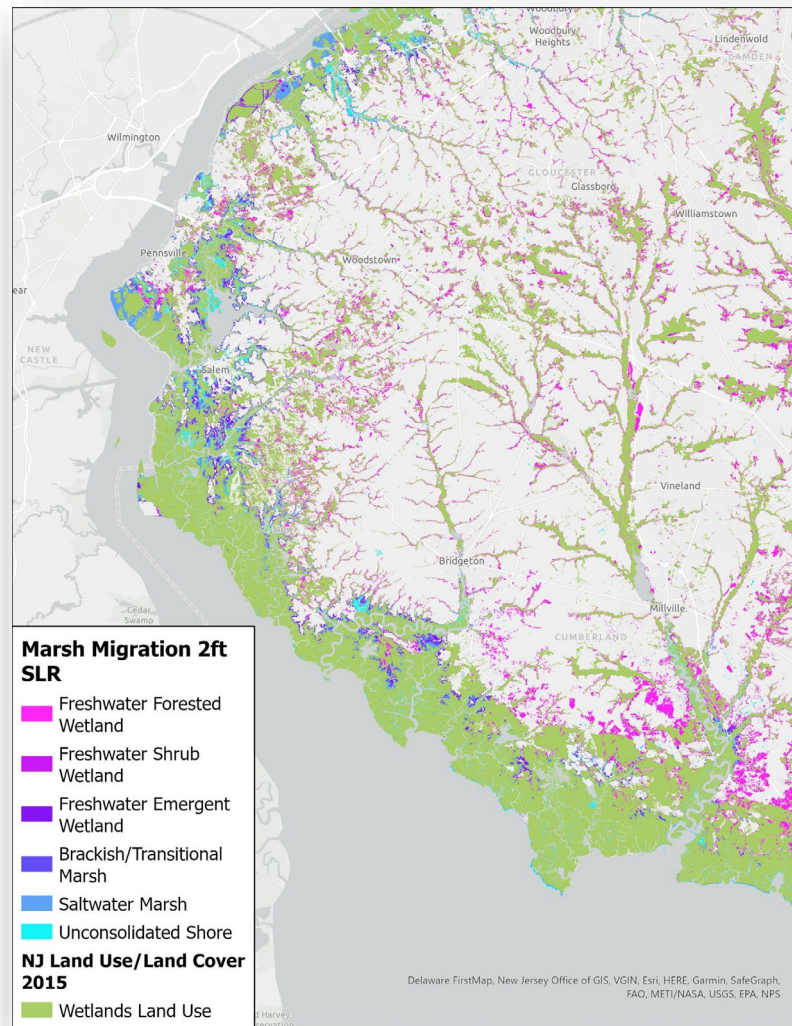 Woodbury
Woodbury
Heights
Lindenwold
CAMDEN
Wilmington
GLOUCESTER
Glassboro
Williamstown
Pennsville
Woodstown
ear
NEW
CASTLE
Salem
Vineland
Bridgeton
Millville
Cedar
Swamp
CUMBERLAND
Marsh Migration 2ft
SLR
Freshwater Forested
Wetland
Freshwater Shrub
Wetland
Freshwater Emergent
Wetland
Brackish/Transitional
Marsh
Saltwater Marsh
Unconsolidated Shore
NJ Land Use/Land Cover
2015
Wetlands Land Use
Delaware FirstMap, New Jersey Office of GIS, VGIN, Esri, HERE, Garmin, SafeGraph,
FAO, METI/NASA, USGS, EPA, NPS
d Harvey